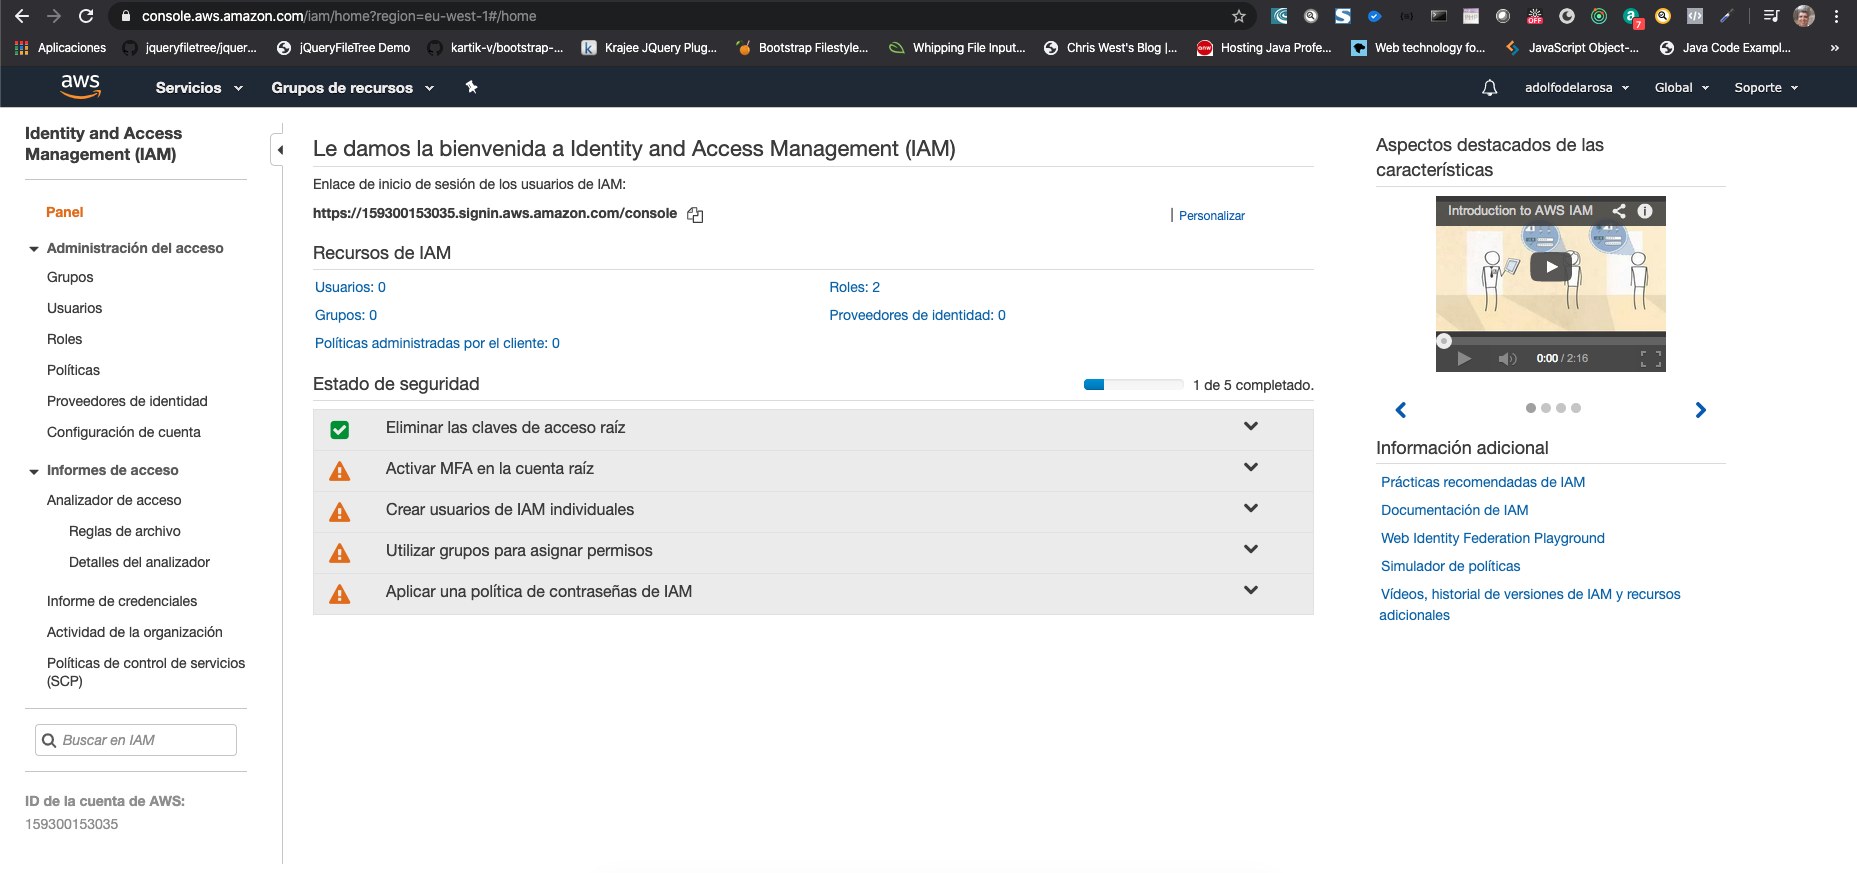 console.aws.amazon.com/iam/home?region=eu-west-1#/home
OFF
7
Aplicaciones
jqueryfiletree/jquer...
jQueryFileTree Demo
kartik-v/bootstrap-...
Krajee JQuery Plug...
Bootstrap Filestyle...
Whipping File Input...
Chris West's Blog |...
Hosting Java Profe...
Web technology fo...
JavaScript Object-...
Java Code Exampl...
»
aws
Servicios
Grupos de recursos
adolfodelarosa
Global
Soporte
Identity and Access
Management (IAM)
Panel
Administración del acceso
Grupos
Usuarios
Roles
Políticas
Proveedores de identidad
Configuración de cuenta
Informes de acceso
Analizador de acceso
Reglas de archivo
Detalles del analizador
Informe de credenciales
Actividad de la organización
Políticas de control de servicios
(SCP)
Buscar en IAM
ID de la cuenta de AWS:
159300153035
Le damos la bienvenida a Identity and Access Management (IAM)
Enlace de inicio de sesión de los usuarios de IAM:
https://159300153035.signin.aws.amazon.com/console
| Personalizar
Recursos de IAM
Usuarios: 0
Roles: 2
Grupos: 0
Proveedores de identidad: 0
Políticas administradas por el cliente: 0
Estado de seguridad
1 de 5 completado.
Eliminar las claves de acceso raíz
Activar MFA en la cuenta raíz
Crear usuarios de IAM individuales
Utilizar grupos para asignar permisos
Aplicar una política de contraseñas de IAM
Aspectos destacados de las
características
Introduction to AWS IAM
0:00 / 2:16
Información adicional
Prácticas recomendadas de IAM
Documentación de IAM
Web Identity Federation Playground
Simulador de políticas
Vídeos, historial de versiones de IAM y recursos
adicionales